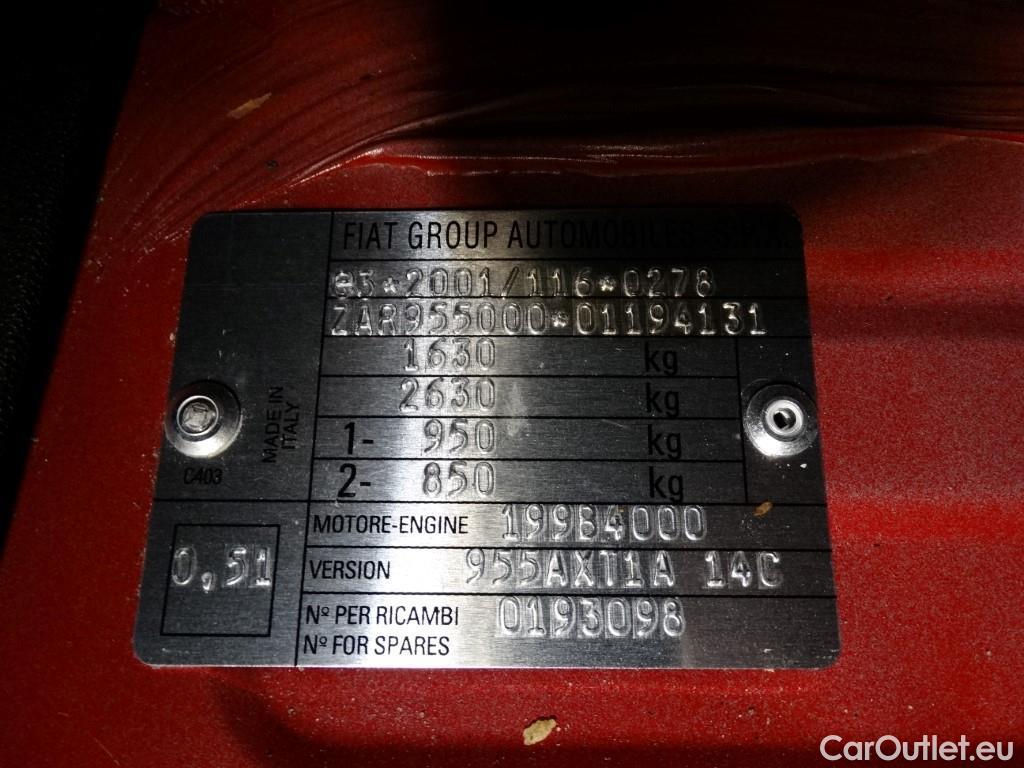 FIAT GROUP AUTOMOBILES S.P.A.
e3*2001/116*0278
ZAR955000*01194131
1630 kg
2630 kg
1- 950 kg
2- 850 kg
MADE IN
ITALY
C403
MOTORE-ENGINE 199B4000
0,51
VERSION 955AXT1A 14C
Nº PER RICAMBI 0193098
Nº FOR SPARES
CarOutlet.eu